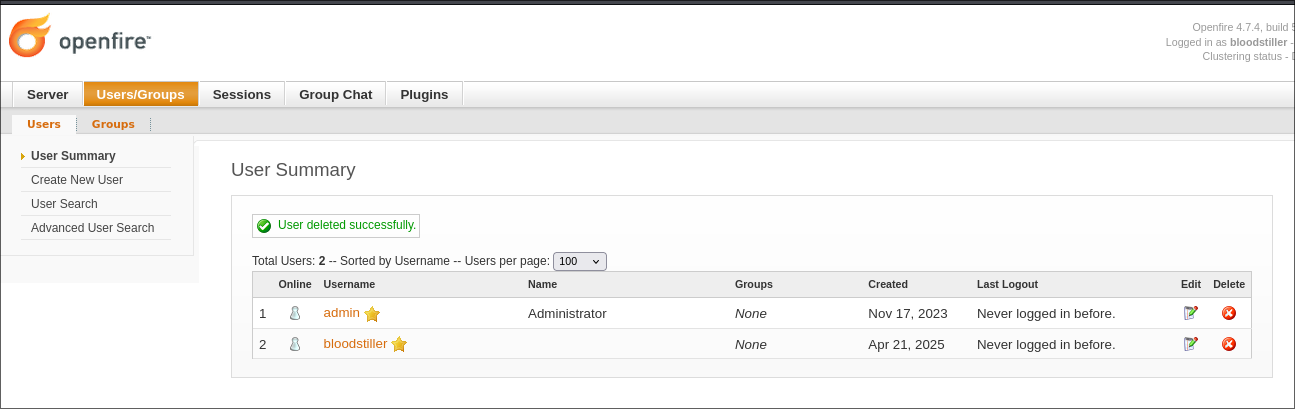 openfire™
Openfire 4.7.4, build
Logged in as bloodstiller -
Clustering status -
Server Users/Groups Sessions Group Chat Plugins
Users Groups
User Summary
Create New User
User Search
Advanced User Search
User Summary
User deleted successfully.
Total Users: 2 -- Sorted by Username -- Users per page: 100
Online Username Name Groups Created Last Logout Edit Delete
1 admin Administrator None Nov 17, 2023 Never logged in before.
2 bloodstiller None Apr 21, 2025 Never logged in before.